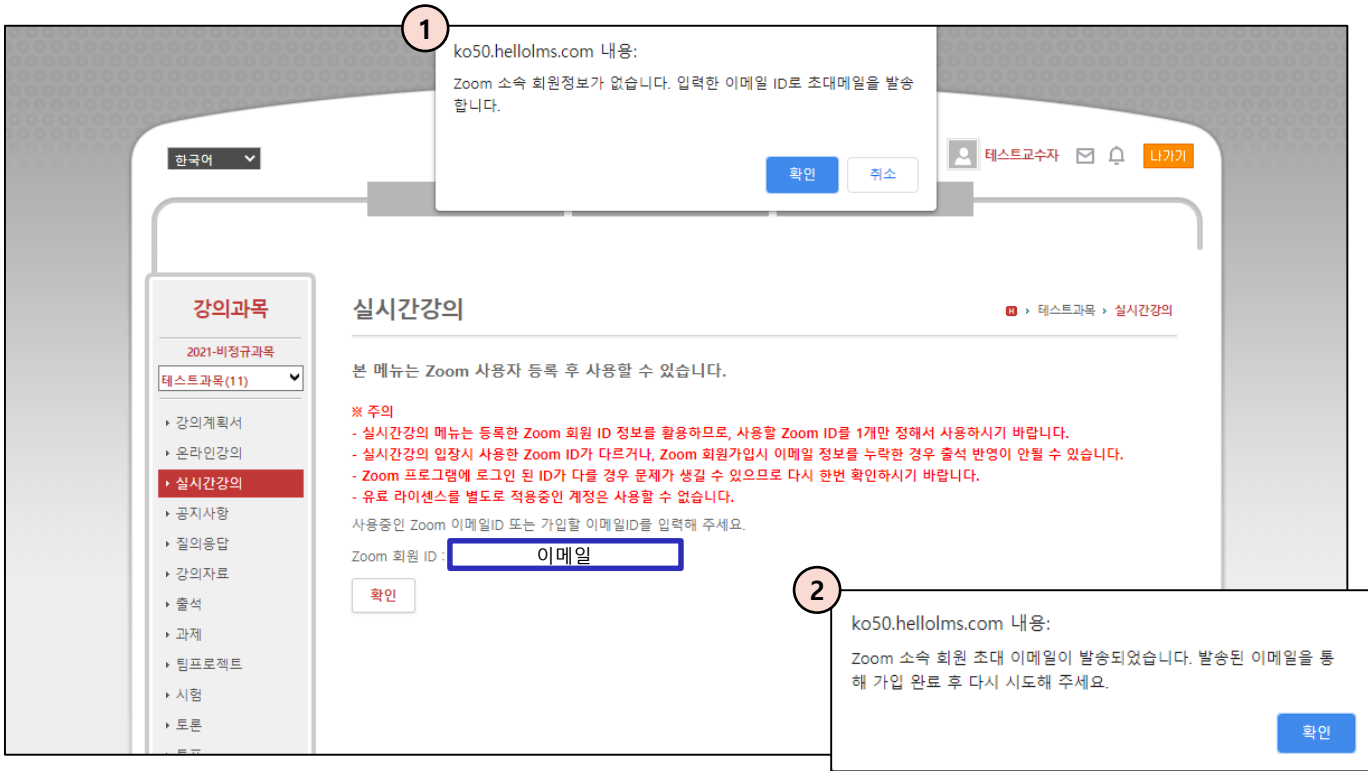 1
ko50.hellolms.com 내용:
Zoom 소속 회원정보가 없습니다. 입력한 이메일 ID로 초대메일을 발송
합니다.
확인
취소
한국어
테스트교수자
나가기
강의과목
2021-비정규과목
테스트과목(11)
강의계획서
온라인강의
실시간강의
공지사항
질의응답
강의자료
출석
과제
팀프로젝트
시험
토론
실시간강의
H › 테스트과목 › 실시간강의
본 메뉴는 Zoom 사용자 등록 후 사용할 수 있습니다.
※ 주의
- 실시간강의 메뉴는 등록한 Zoom 회원 ID 정보를 활용하므로, 사용할 Zoom ID를 1개만 정해서 사용하시기 바랍니다.
- 실시간강의 입장시 사용한 Zoom ID가 다르거나, Zoom 회원가입시 이메일 정보를 누락한 경우 출석 반영이 안될 수 있습니다.
- Zoom 프로그램에 로그인 된 ID가 다를 경우 문제가 생길 수 있으므로 다시 한번 확인하시기 바랍니다.
- 유료 라이센스를 별도로 적용중인 계정은 사용할 수 없습니다.
사용중인 Zoom 이메일ID 또는 가입할 이메일ID를 입력해 주세요.
Zoom 회원 ID : 이메일
확인
2
ko50.hellolms.com 내용:
Zoom 소속 회원 초대 이메일이 발송되었습니다. 발송된 이메일을 통
해 가입 완료 후 다시 시도해 주세요.
확인